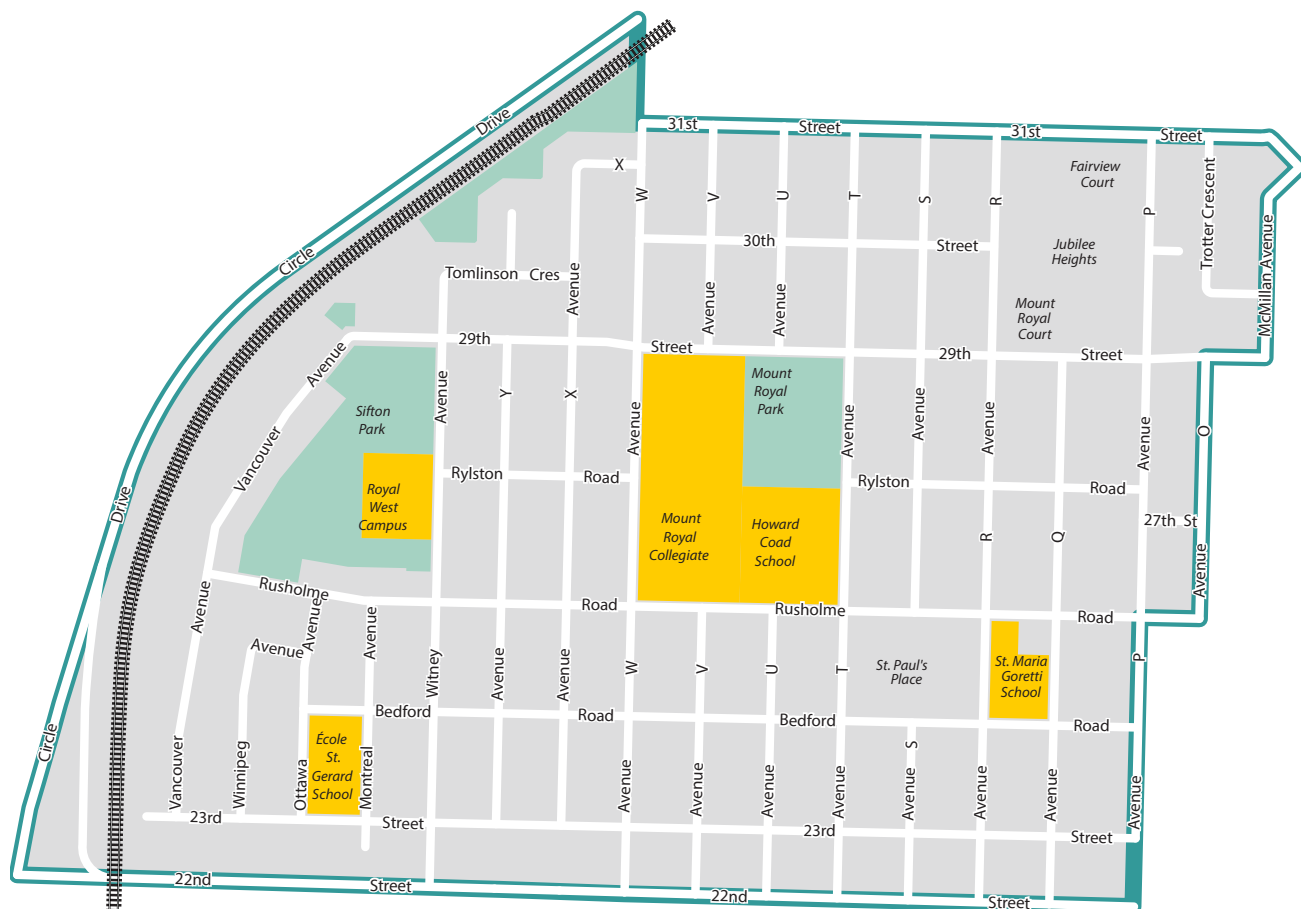 Drive
31st
Street
31st
Street
X
W
V
U
T
S
R
Fairview
Court
P
Trotter Crescent
30th
Street
Jubilee
Heights
Circle
Tomlinson Cres
Avenue
Avenue
Avenue
Mount
Royal
Court
McMillan Avenue
29th
Street
29th
Street
Avenue
Avenue
Y
X
Avenue
Mount
Royal
Park
Avenue
Avenue
Avenue
Avenue
O
Sifton
Park
Vancouver
Rylston
Road
Rylston
Road
Royal
West
Campus
Drive
Mount
Royal
Collegiate
Howard
Coad
School
R
Q
27th St
Avenue
Rusholme
Road
Rusholme
Road
Avenue
Avenue
Avenue
Avenue
Witney
Avenue
Avenue
W
V
U
T
St. Paul's
Place
St. Maria
Goretti
School
P
Bedford
Road
Bedford
Road
Circle
Vancouver
Winnipeg
Ottawa
École
St.
Gerard
School
Montreal
Avenue
Avenue
Avenue
Avenue
S
Avenue
Avenue
Avenue
Avenue
23rd
Street
23rd
Street
22nd
Street
22nd
Street